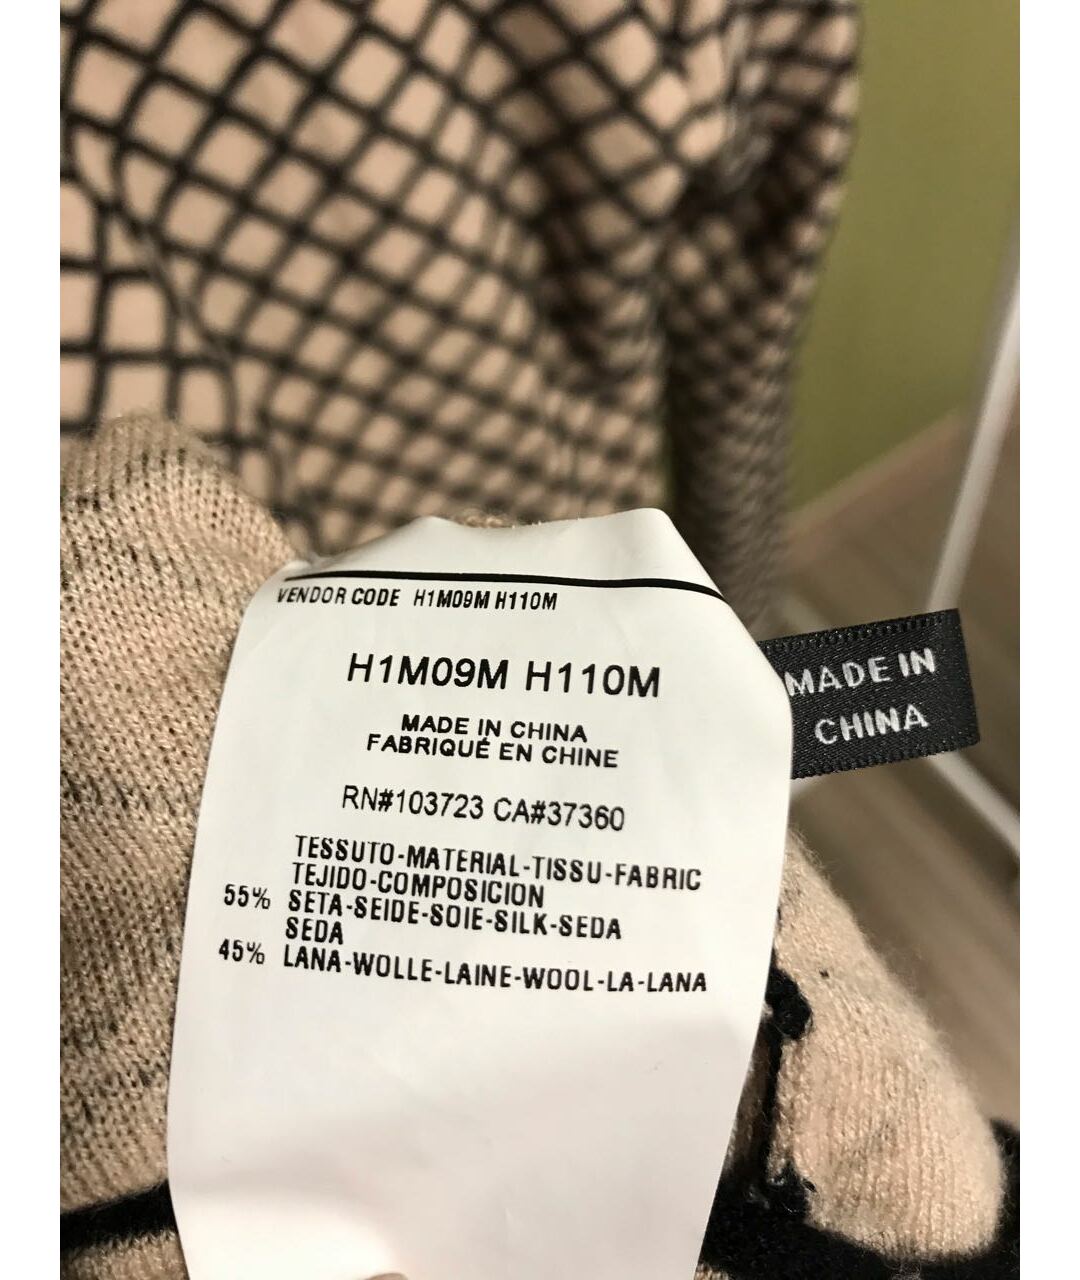 VENDOR CODE H1M09M H110M
H1M09M H110M
MADE IN CHINA
FABRIQUÉ EN CHINE
RN#103723 CA#37360
TESSUTO-MATERIAL-TISSU-FABRIC
TEJIDO-COMPOSICION
55% SETA-SEIDE-SOIE-SILK-SEDA
SEDA
45% LANA-WOLLE-LAINE-WOOL-LA-LANA
MADE IN
CHINA